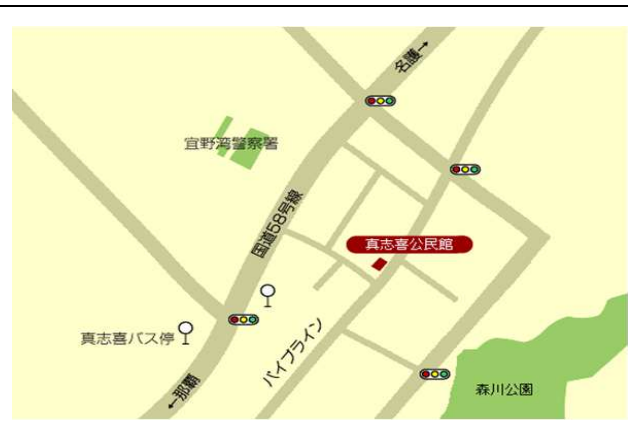 名護→
宜野湾警察署
国道58号線
真志喜公民館
真志喜バス停
パイプライン
←那覇
森川公園